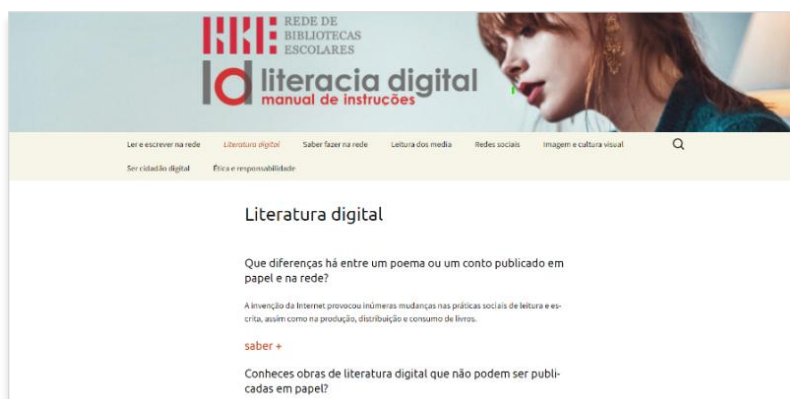 REDE DE
BIBLIOTECAS
ESCOLARES
ld literacia digital
manual de instruções
Ler e escrever na rede Literatura digital Saber fazer na rede Leitura dos media Redes sociais Imagem e cultura visual
Ser cidadão digital Ética e responsabilidade
Literatura digital
Que diferenças há entre um poema ou um conto publicado em
papel e na rede?
A invenção da Internet provocou inúmeras mudanças nas práticas sociais de leitura e es-
crita, assim como na produção, distribuição e consumo de livros.
saber +
Conheces obras de literatura digital que não podem ser publi-
cadas em papel?